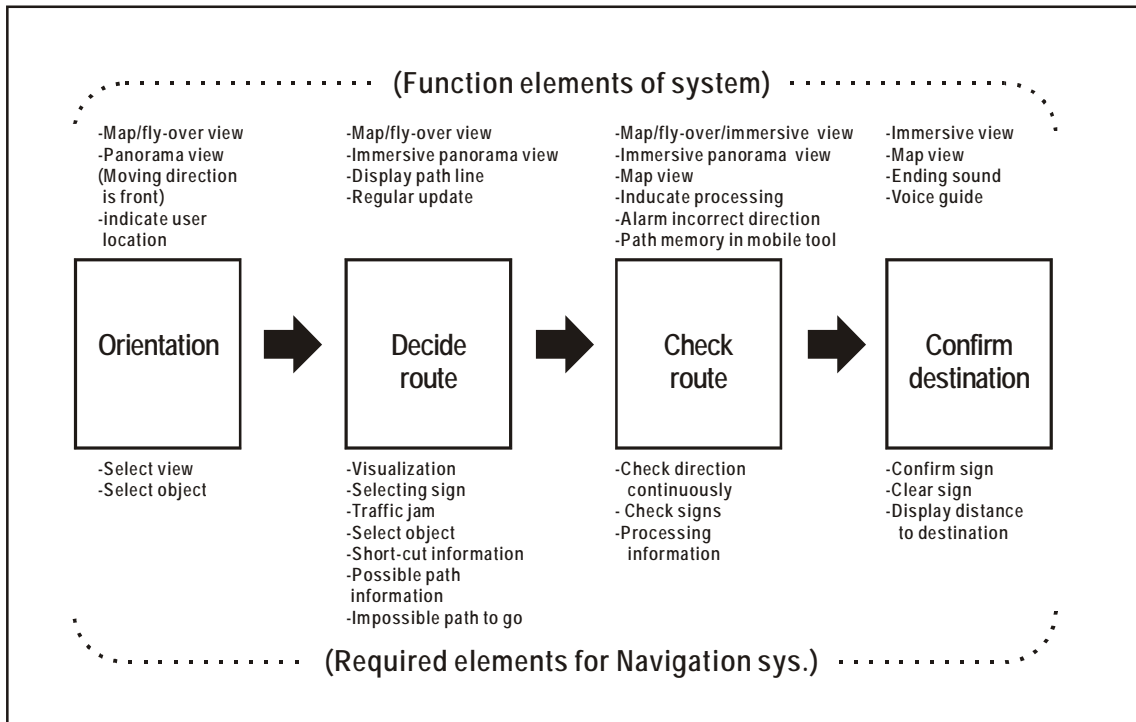 (Function elements of system)
-Map/fly-over view
-Panorama view
(Moving direction
is front)
-indicate user
location
-Map/fly-over view
-Immersive panorama view
-Display path line
-Regular update
-Map/fly-over/immersive view
-Immersive panorama view
-Map view
-Inducate processing
-Alarm incorrect direction
-Path memory in mobile tool
-Immersive view
-Map view
-Ending sound
-Voice guide
Orientation
Decide
route
Check
route
Confirm
destination
-Select view
-Select object
-Visualization
-Selecting sign
-Traffic jam
-Select object
-Short-cut information
-Possible path
information
-Impossible path to go
-Check direction
continuously
- Check signs
-Processing
information
-Confirm sign
-Clear sign
-Display distance
to destination
(Required elements for Navigation sys.)